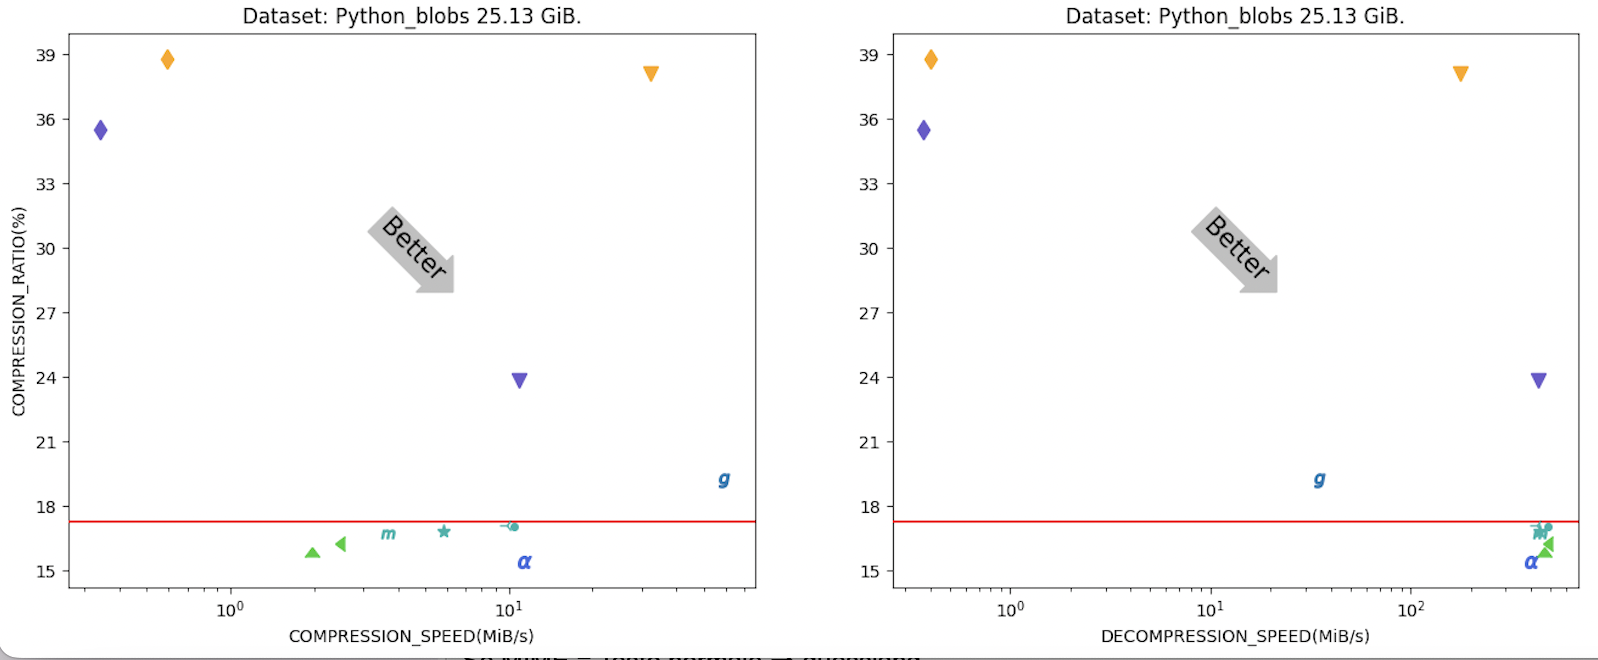 Dataset: Python_blobs 25.13 GiB.
39
36
33
30
27
24
21
18
15
COMPRESSION_RATIO(%)
Better
g
m
α
10⁰
10¹
COMPRESSION_SPEED(MiB/s)
Dataset: Python_blobs 25.13 GiB.
39
36
33
30
27
24
21
18
15
Better
g
m
α
10⁰
10¹
10²
DECOMPRESSION_SPEED(MiB/s)